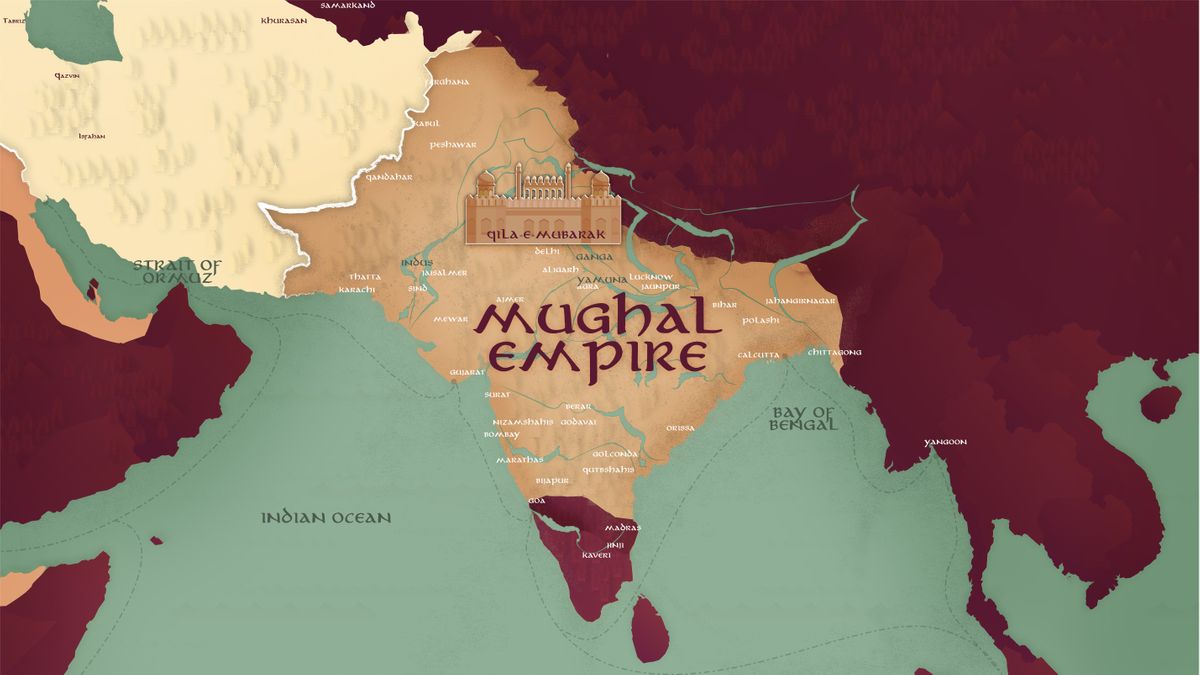 SAMARKAND
Tabriz
KHURASAN
Qazvin
Isfahan
FERGHANA
KABUL
PESHAWAR
QANDAHAR
QILA-E-MUBARAK
DELHI
GANGA
STRAIT OF
ORMUZ
INDUS
JAISALMER
ALIGARH
YAMUNA
LUCKNOW
THATTA
KARACHI
SIND
AGRA
JAUNPUR
AJMER
BIHAR
JAHANGIRNAGAR
MEWAR
POLASHI
MUGHAL
EMPIRE
CALCUTTA
CHITTAGONG
GUJARAT
SURAT
BERAR
BAY OF
BENGAL
NIZAMSHAHIS
GODAVAI
BOMBAY
ORISSA
YANGOON
MARATHAS
GOLCONDA
QUTBSHAHIS
BIJAPUR
GOA
INDIAN OCEAN
MADRAS
JINJI
KAVERI